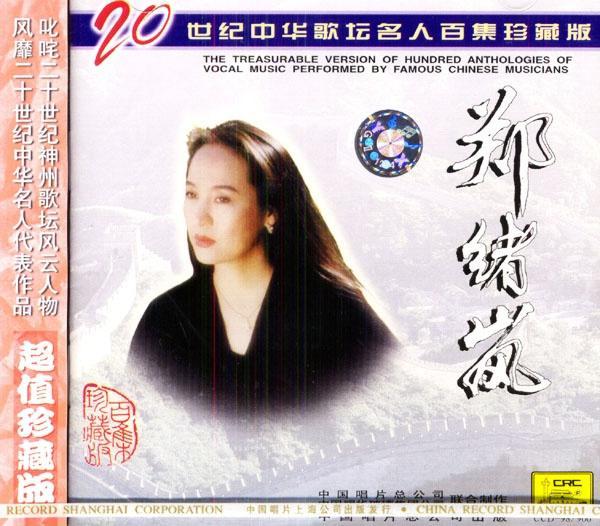 20世纪中华歌坛名人百集珍藏版
THE TREASURABLE VERSION OF HUNDRED ANTHOLOGIES OF
VOCAL MUSIC PERFORMED BY FAMOUS CHINESE MUSICIANS
叱咤二十世纪神州歌坛风云人物
风靡二十世纪中华名人代表作品
超值珍藏版
郑绪岚
百集
珍藏版
中国唱片总公司
联合制作
中国唱片总公司出版
CRC
RECORD SHANGHAI CORPORATION 中国唱片上海公司出版发行 · CHINA RECORD SHANGHAI